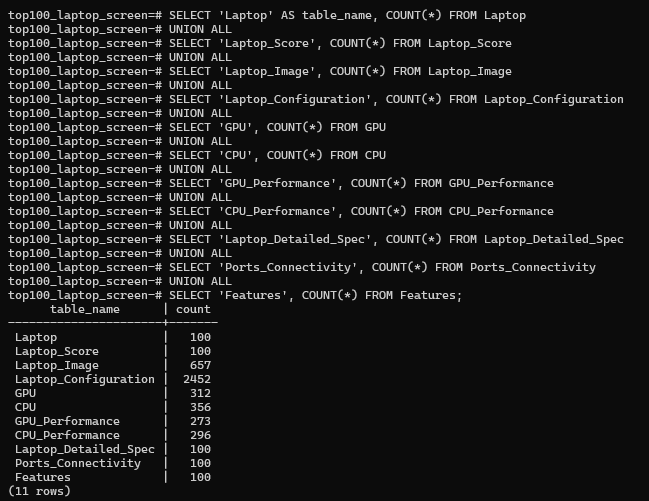 top100_laptop_screen=# SELECT 'Laptop' AS table_name, COUNT(*) FROM Laptop
top100_laptop_screen-# UNION ALL
top100_laptop_screen-# SELECT 'Laptop_Score', COUNT(*) FROM Laptop_Score
top100_laptop_screen-# UNION ALL
top100_laptop_screen-# SELECT 'Laptop_Image', COUNT(*) FROM Laptop_Image
top100_laptop_screen-# UNION ALL
top100_laptop_screen-# SELECT 'Laptop_Configuration', COUNT(*) FROM Laptop_Configuration
top100_laptop_screen-# UNION ALL
top100_laptop_screen-# SELECT 'GPU', COUNT(*) FROM GPU
top100_laptop_screen-# UNION ALL
top100_laptop_screen-# SELECT 'CPU', COUNT(*) FROM CPU
top100_laptop_screen-# UNION ALL
top100_laptop_screen-# SELECT 'GPU_Performance', COUNT(*) FROM GPU_Performance
top100_laptop_screen-# UNION ALL
top100_laptop_screen-# SELECT 'CPU_Performance', COUNT(*) FROM CPU_Performance
top100_laptop_screen-# UNION ALL
top100_laptop_screen-# SELECT 'Laptop_Detailed_Spec', COUNT(*) FROM Laptop_Detailed_Spec
top100_laptop_screen-# UNION ALL
top100_laptop_screen-# SELECT 'Ports_Connectivity', COUNT(*) FROM Ports_Connectivity
top100_laptop_screen-# UNION ALL
top100_laptop_screen-# SELECT 'Features', COUNT(*) FROM Features;
      table_name      | count
----------------------+-------
 Laptop               |   100
 Laptop_Score         |   100
 Laptop_Image         |   657
 Laptop_Configuration |  2452
 GPU                  |   312
 CPU                  |   356
 GPU_Performance      |   273
 CPU_Performance      |   296
 Laptop_Detailed_Spec |   100
 Ports_Connectivity   |   100
 Features             |   100
(11 rows)